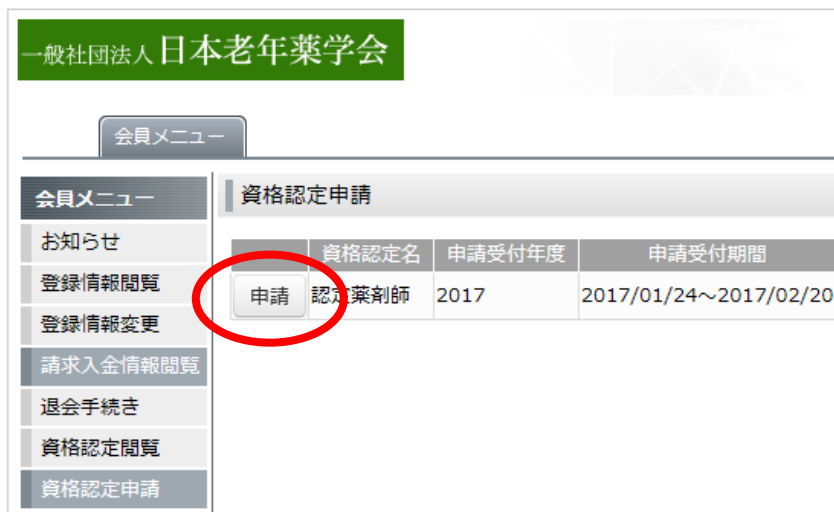 一般社団法人日本老年薬学会
会員メニュー
会員メニュー
お知らせ
登録情報閲覧
登録情報変更
請求入金情報閲覧
退会手続き
資格認定閲覧
資格認定申請
資格認定申請
資格認定名 申請受付年度 申請受付期間
申請 認定薬剤師 2017 2017/01/24～2017/02/20